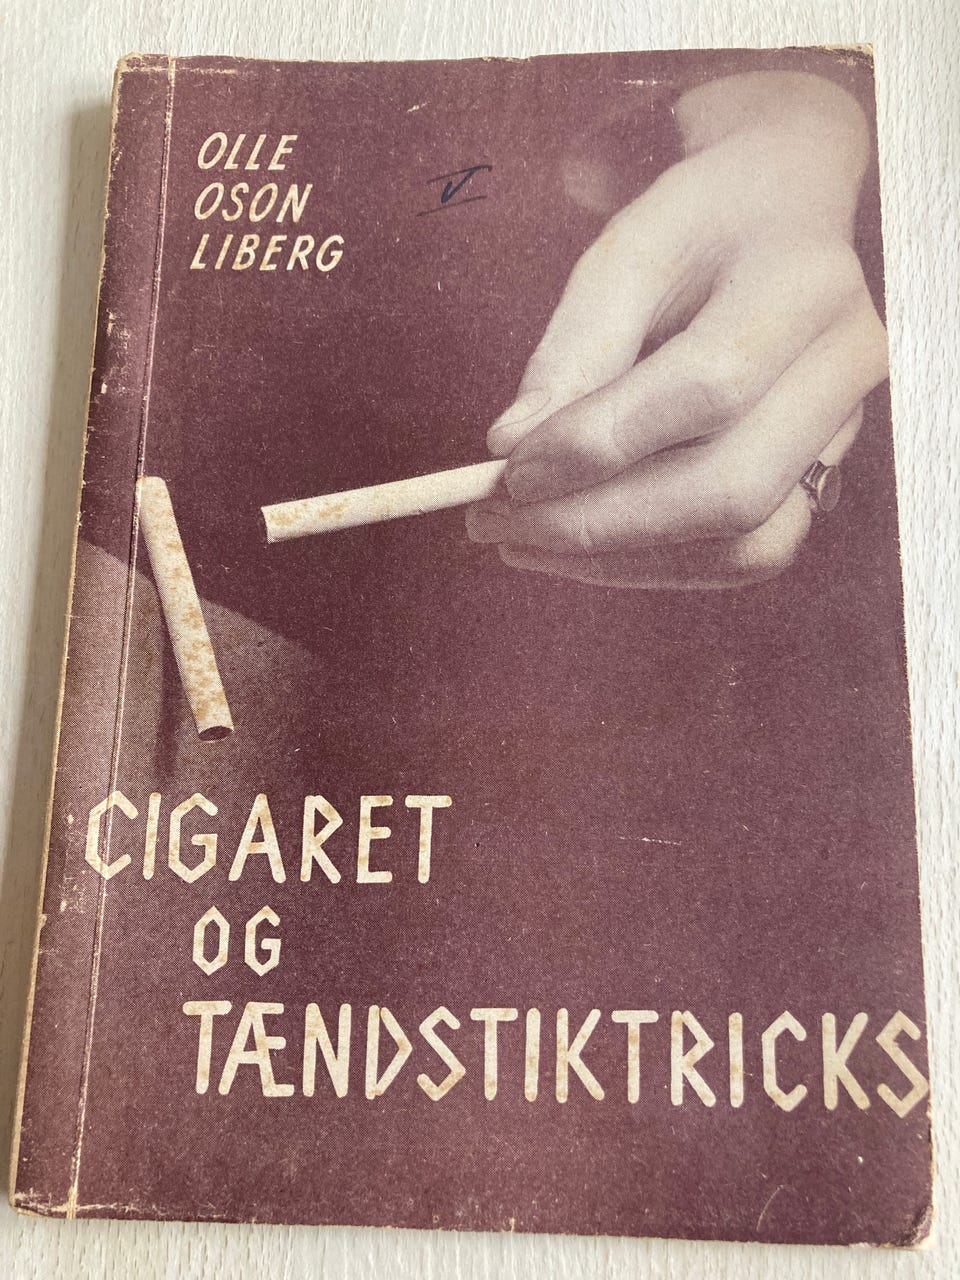 OLLE
OSON
LIBERG
V
CIGARET
OG
TÆNDSTIKTRICKS